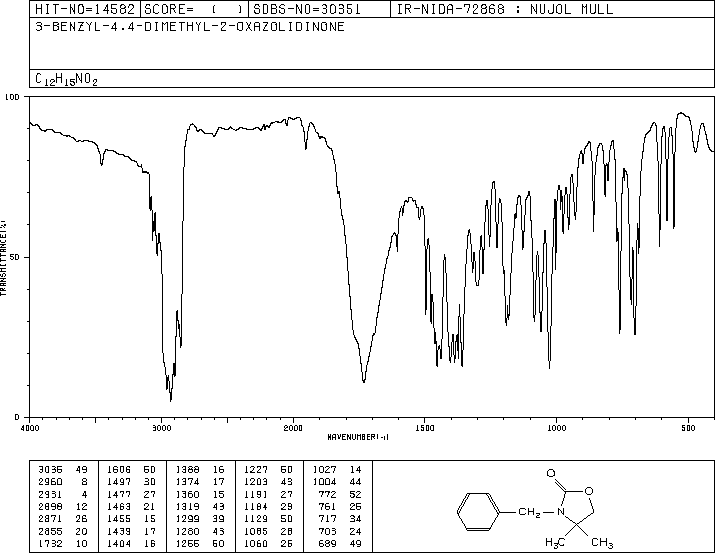 HIT-NO=14582 SCORE= ( ) SDBS-NO=30351 IR-NIDA-72868 : NUJOL MULL
3-BENZYL-4,4-DIMETHYL-2-OXAZOLIDINONE
C12H15NO2
100
50
0
TRANSMITTANCE(%)
4000 3000 2000 1500 1000 500
WAVENUMBER(-1)
3035 49 1606 50 1388 16 1227 50 1027 14
2960 8 1497 30 1374 17 1203 43 1004 44
2931 4 1477 27 1360 15 1191 27 772 52
2898 12 1463 21 1319 43 1184 29 761 25
2871 26 1455 15 1299 39 1129 50 717 34
2855 20 1439 17 1280 43 1085 28 703 24
1732 10 1404 16 1255 50 1060 25 689 49
O
O
CH2 N
H3C CH3